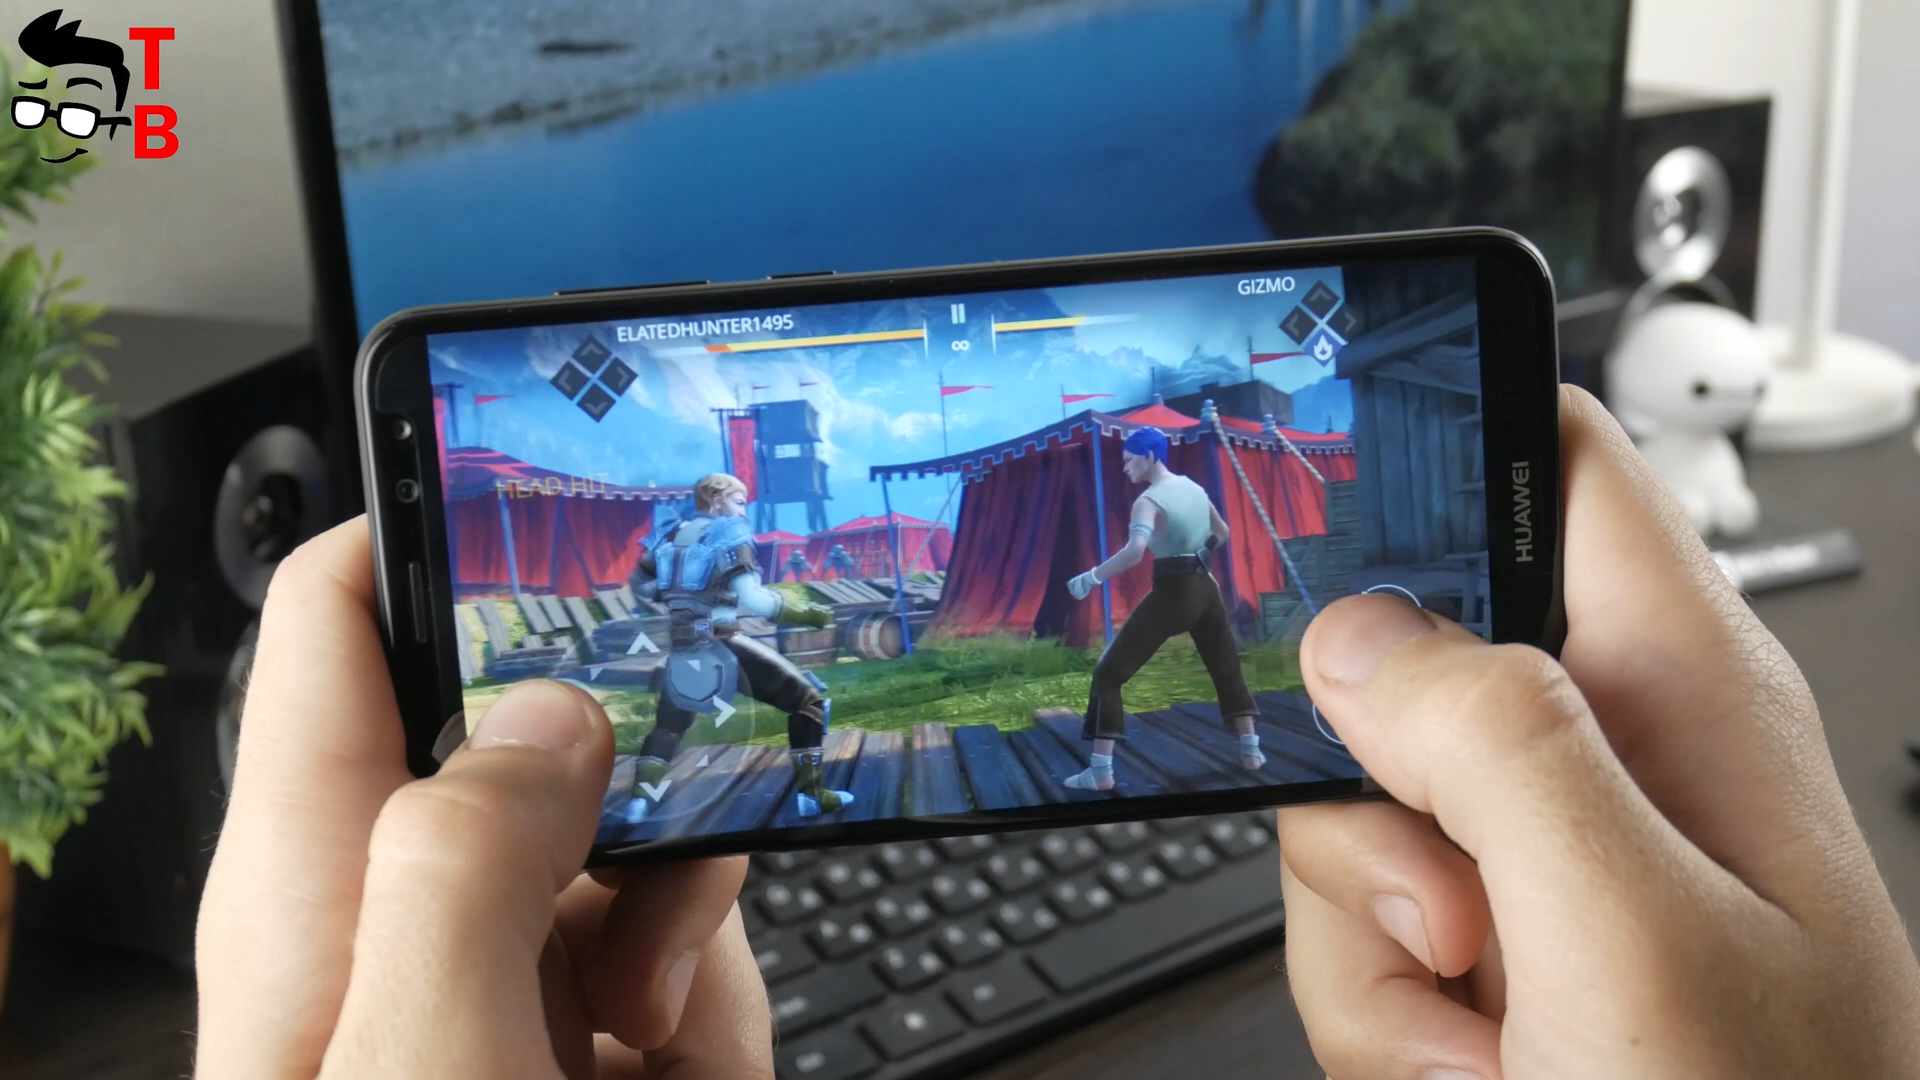 T
B
ELATEDHUNTER1495
GIZMO
∞
HEAD HIT
HUAWEI